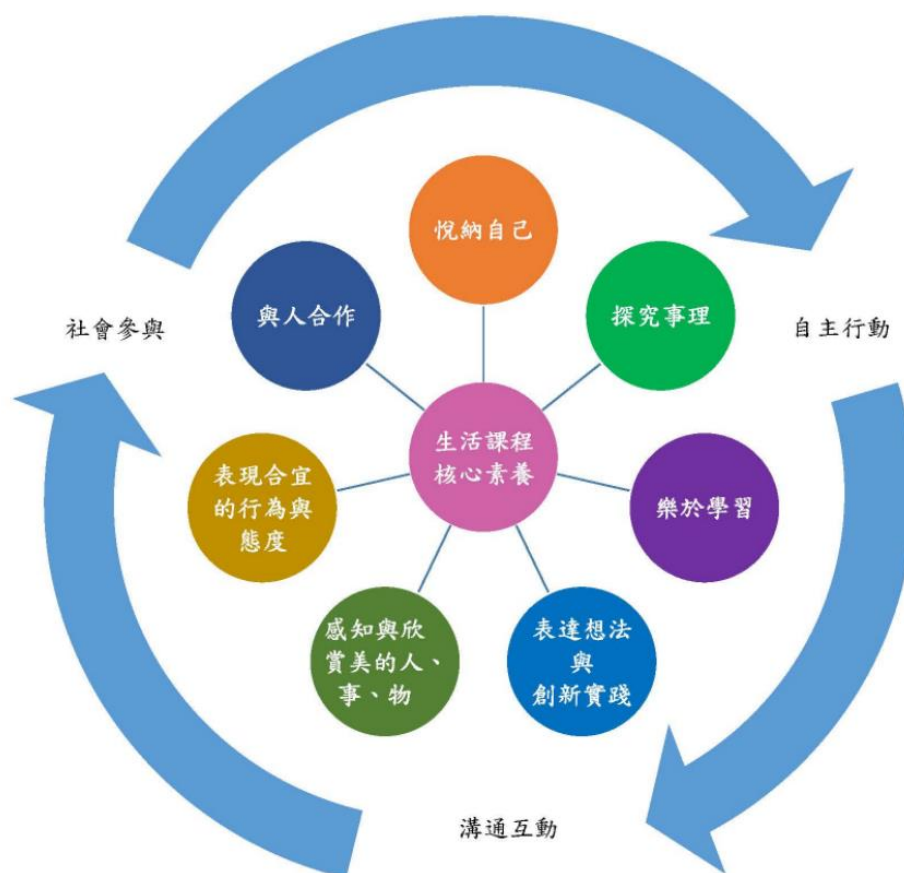 悅納自己
與人合作
探究事理
社會參與
自主行動
生活課程
核心素養
表現合宜
的行為與
態度
樂於學習
感知與欣
賞美的人、
事、物
表達想法
與
創新實踐
溝通互動